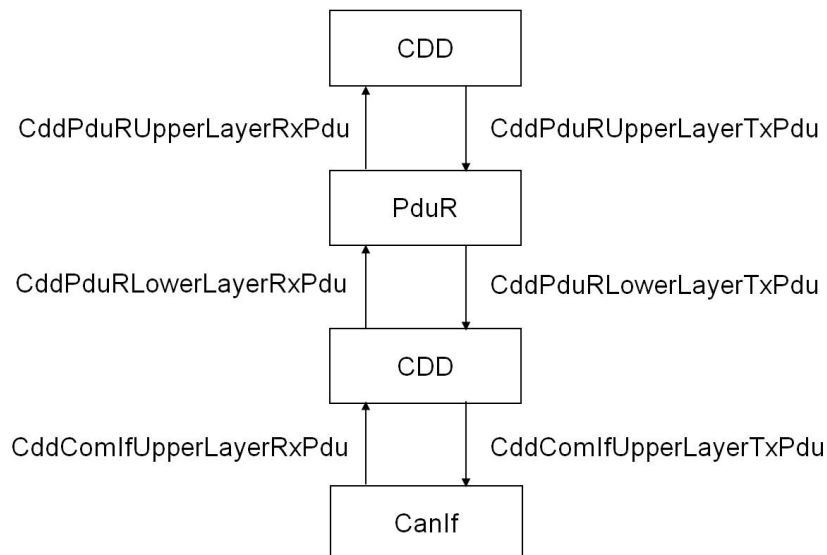 CDD
CddPduRUpperLayerRxPdu
CddPduRUpperLayerTxPdu
PduR
CddPduRLowerLayerRxPdu
CddPduRLowerLayerTxPdu
CDD
CddComIfUpperLayerRxPdu
CddComIfUpperLayerTxPdu
CanIf